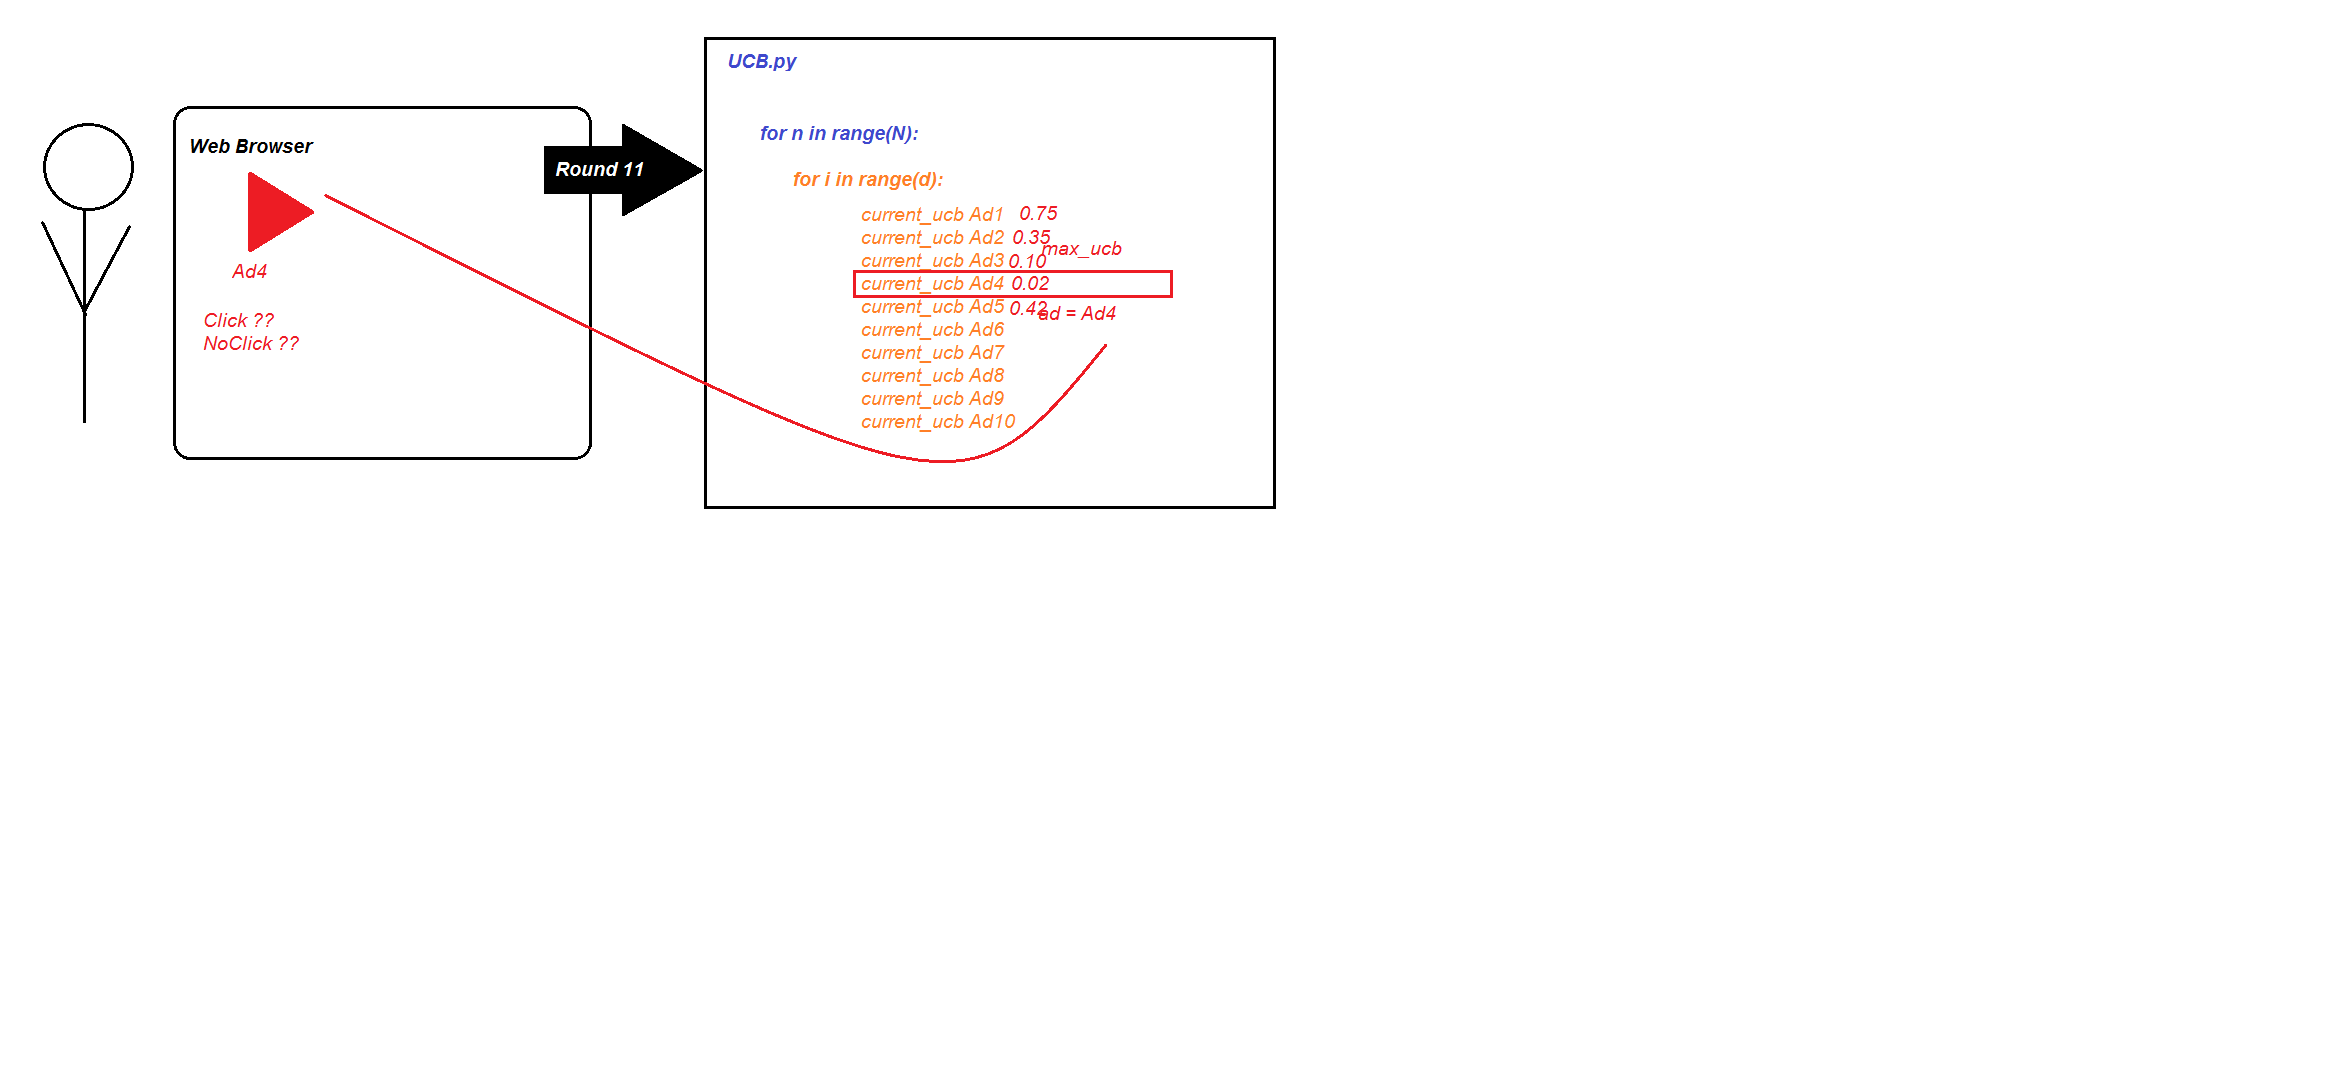 UCB.py
for n in range(N):
Web Browser
Round 11
for i in range(d):
current_ucb Ad1 0.75
current_ucb Ad2 0.35
max_ucb
current_ucb Ad3 0.10
Ad4
current_ucb Ad4 0.02
current_ucb Ad5 0.42
ad = Ad4
Click ??
current_ucb Ad6
NoClick ??
current_ucb Ad7
current_ucb Ad8
current_ucb Ad9
current_ucb Ad10